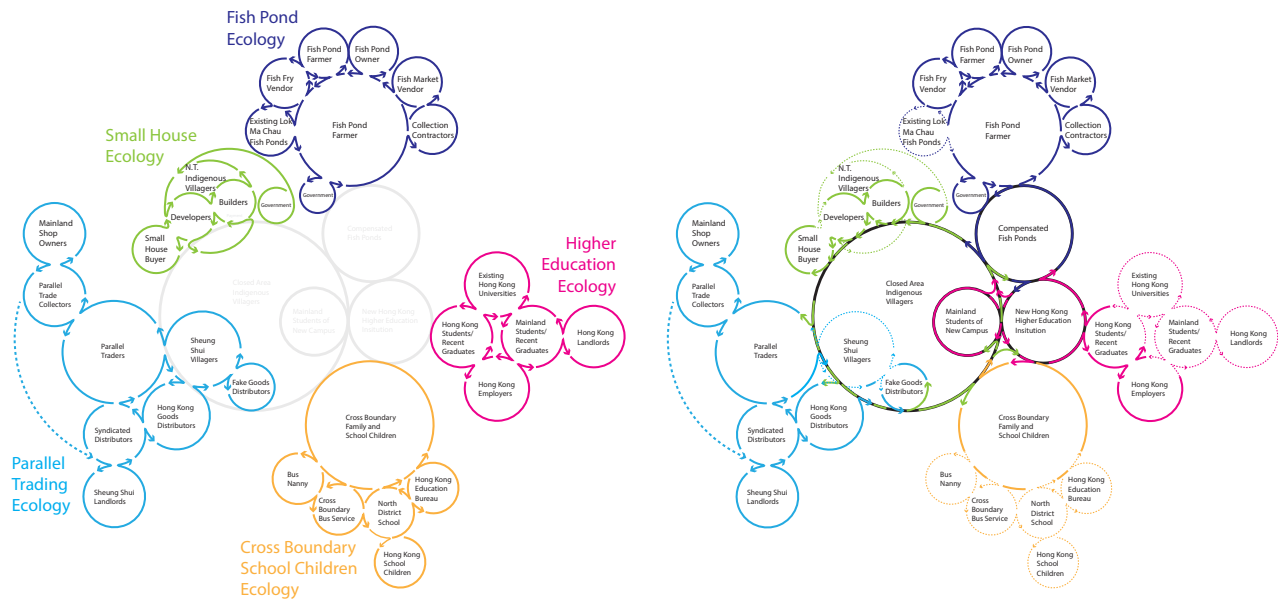 Fish Pond
Ecology
Fish Pond
Farmer
Fish Pond
Owner
Fish Fry
Vendor
Fish Market
Vendor
Existing Lok
Ma Chau
Fish Ponds
Fish Pond
Farmer
Collection
Contractors
Government
Small House
Ecology
N.T.
Indigenous
Villagers
Builders
Government
Developers
Small
House
Buyer
Compensated
Fish Ponds
Closed Area
Indigenous
Villagers
Mainland
Students of
New Campus
New Hong Kong
Higher Education
Insitution
Higher
Education
Ecology
Existing
Hong Kong
Universities
Hong Kong
Students/
Recent
Graduates
Mainland
Students/
Recent
Graduates
Hong Kong
Landlords
Hong Kong
Employers
Mainland
Shop
Owners
Parallel
Trade
Collectors
Parallel
Traders
Sheung
Shui
Villagers
Fake Goods
Distributors
Hong Kong
Goods
Distributors
Syndicated
Distributors
Sheung Shui
Landlords
Parallel
Trading
Ecology
Cross Boundary
Family and
School Children
Bus
Nanny
Cross
Boundary
Bus Service
North
District
School
Hong Kong
Education
Bureau
Hong Kong
School
Children
Cross Boundary
School Children
Ecology
Fish Pond
Farmer
Fish Pond
Owner
Fish Fry
Vendor
Fish Market
Vendor
Existing Lok
Ma Chau
Fish Ponds
Fish Pond
Farmer
Collection
Contractors
Government
N.T.
Indigenous
Villagers
Builders
Government
Developers
Small
House
Buyer
Compensated
Fish Ponds
Closed Area
Indigenous
Villagers
Mainland
Students of
New Campus
New Hong Kong
Higher Education
Insitution
Existing
Hong Kong
Universities
Hong Kong
Students/
Recent
Graduates
Mainland
Students/
Recent
Graduates
Hong Kong
Landlords
Hong Kong
Employers
Mainland
Shop
Owners
Parallel
Trade
Collectors
Parallel
Traders
Sheung
Shui
Villagers
Fake Goods
Distributors
Hong Kong
Goods
Distributors
Syndicated
Distributors
Sheung Shui
Landlords
Cross Boundary
Family and
School Children
Bus
Nanny
Cross
Boundary
Bus Service
North
District
School
Hong Kong
Education
Bureau
Hong Kong
School
Children